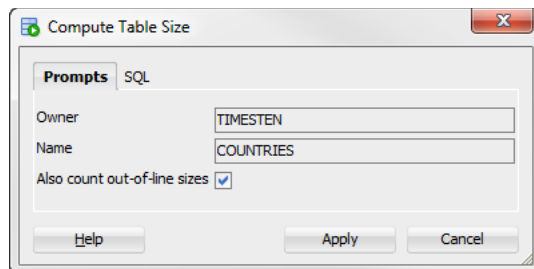 Compute Table Size
Prompts SQL
Owner TIMESTEN
Name COUNTRIES
Also count out-of-line sizes
Help Apply Cancel